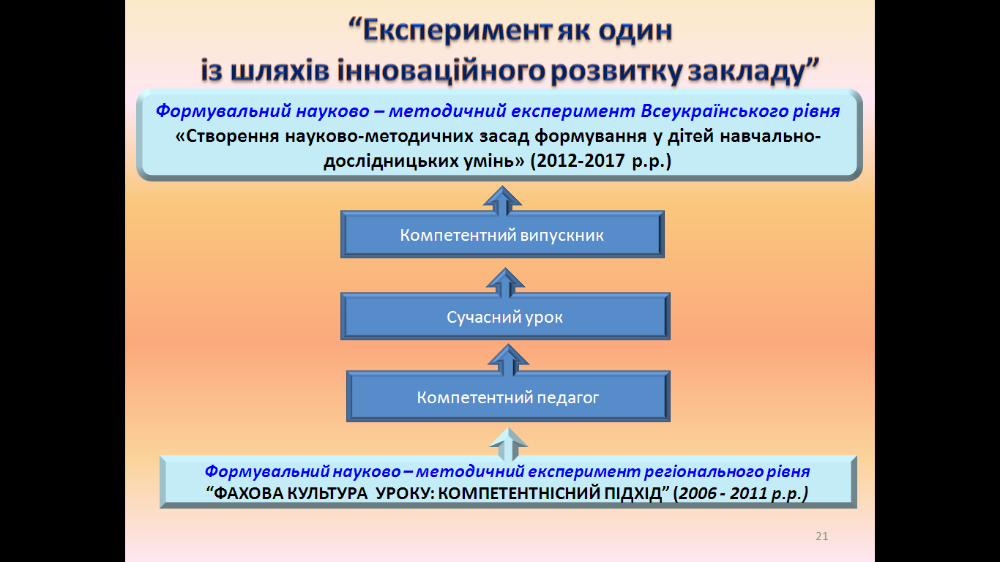 “Експеримент як один
із шляхів інноваційного розвитку закладу”
Формувальний науково – методичний експеримент Всеукраїнського рівня
«Створення науково-методичних засад формування у дітей навчально-
дослідницьких умінь» (2012-2017 р.р.)
Компетентний випускник
Сучасний урок
Компетентний педагог
Формувальний науково – методичний експеримент регіонального рівня
“ФАХОВА КУЛЬТУРА УРОКУ: КОМПЕТЕНТНІСНИЙ ПІДХІД” (2006 - 2011 р.р.)
21